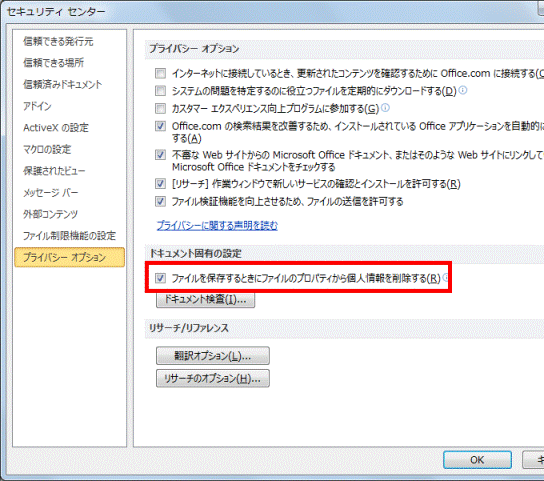 セキュリティ センター
信頼できる発行元
信頼できる場所
信頼済みドキュメント
アドイン
ActiveX の設定
マクロの設定
保護されたビュー
メッセージ バー
外部コンテンツ
ファイル制限機能の設定
プライバシー オプション
プライバシー オプション
インターネットに接続しているとき、更新されたコンテンツを確認するために Office.com に接続する(
システムの問題を特定するのに役立つファイルを定期的にダウンロードする(D)
カスタマー エクスペリエンス向上プログラムに参加する(G)
Office.com の検索結果を改善するため、インストールされている Office アプリケーションを自動的に
する(A)
不審な Web サイトからの Microsoft Office ドキュメント、またはそのような Web サイトにリンクして
Microsoft Office ドキュメントをチェックする
[リサーチ] 作業ウィンドウで新しいサービスの確認とインストールを許可する(R)
ファイル検証機能を向上させるため、ファイルの送信を許可する
プライバシーに関する声明を読む
ドキュメント固有の設定
ファイルを保存するときにファイルのプロパティから個人情報を削除する(R)
ドキュメント検査(I)...
リサーチ/リファレンス
翻訳オプション(L)...
リサーチのオプション(H)...
OK
キ